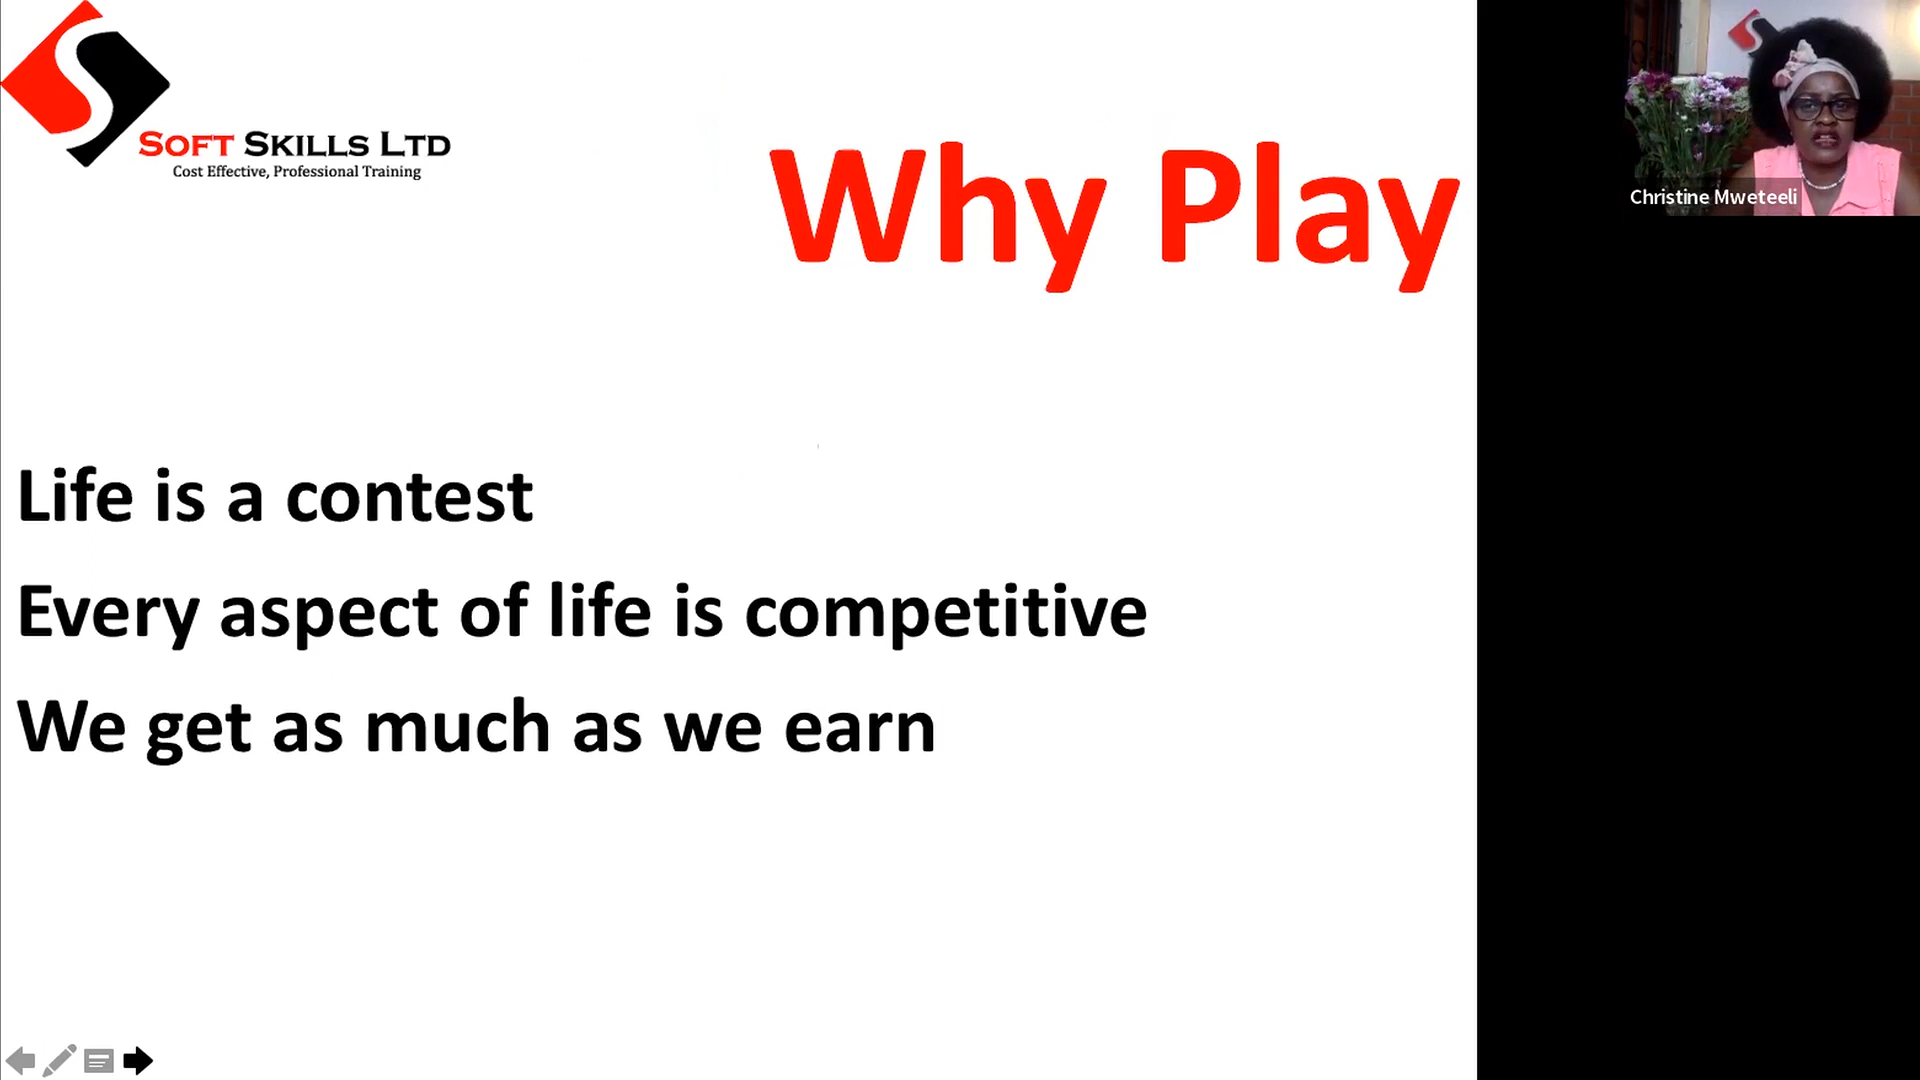 SOFT SKILLS LTD
Cost Effective, Professional Training
Why Play
Christine Mweteeli
Life is a contest
Every aspect of life is competitive
We get as much as we earn